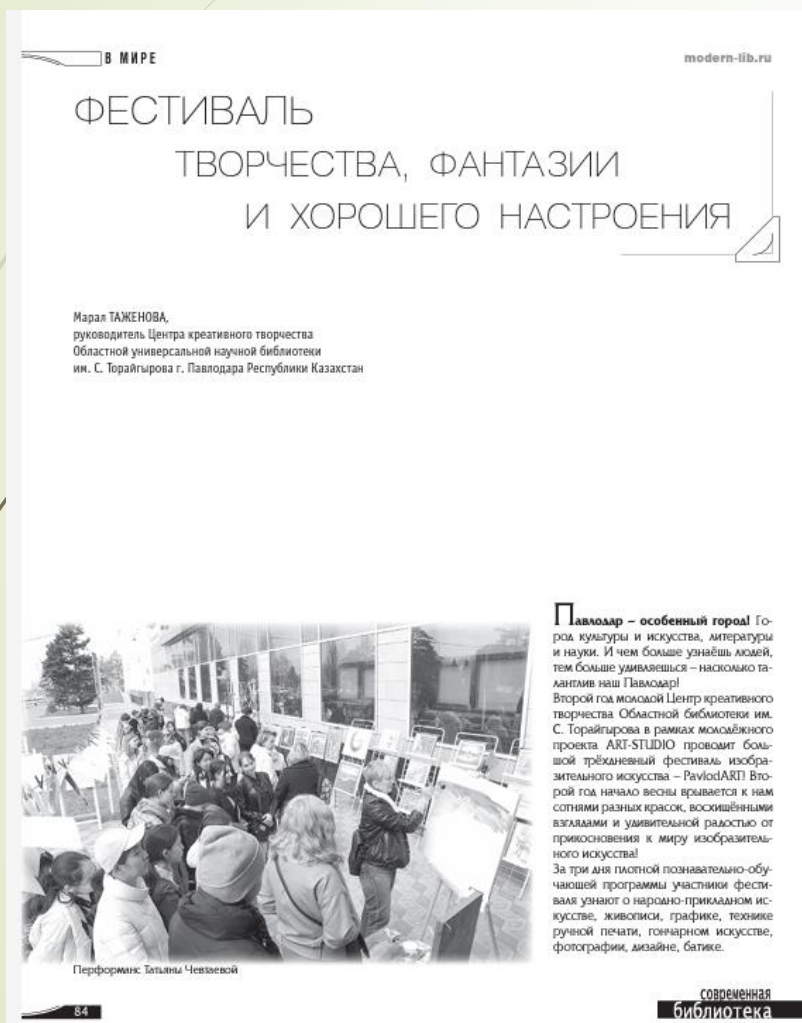 В МИРЕ
modern-lib.ru
ФЕСТИВАЛЬ
ТВОРЧЕСТВА, ФАНТАЗИИ
И ХОРОШЕГО НАСТРОЕНИЯ
Марал ТАЖЕНОВА,
руководитель Центра креативного творчества
Областной универсальной научной библиотеки
им. С. Торайгырова г. Павлодара Республики Казахстан
Павлодар – особенный город! Го-
род культуры и искусства, литературы
и науки. И чем больше узнаёшь людей,
тем больше удивляешься – насколько та-
лантлив наш Павлодар!
Второй год молодой Центр креативного
творчества Областной библиотеки им.
С. Торайгырова в рамках молодёжного
проекта ART-STUDIO проводит боль-
шой трёхдневный фестиваль изобра-
зительного искусства – PavlodART! Вто-
рой год начало весны врывается к нам
сотнями разных красок, восхищёнными
взглядами и удивительной радостью от
прикосновения к миру изобразитель-
ного искусства!
За три дня плотной познавательно-обу-
чающей программы участники фести-
валя узнают о народно-прикладном ис-
кусстве, живописи, графике, технике
ручной печати, гончарном искусстве,
фотографии, дизайне, батике.
Перформанс Татьяны Чевтаевой
84
современная
библиотека